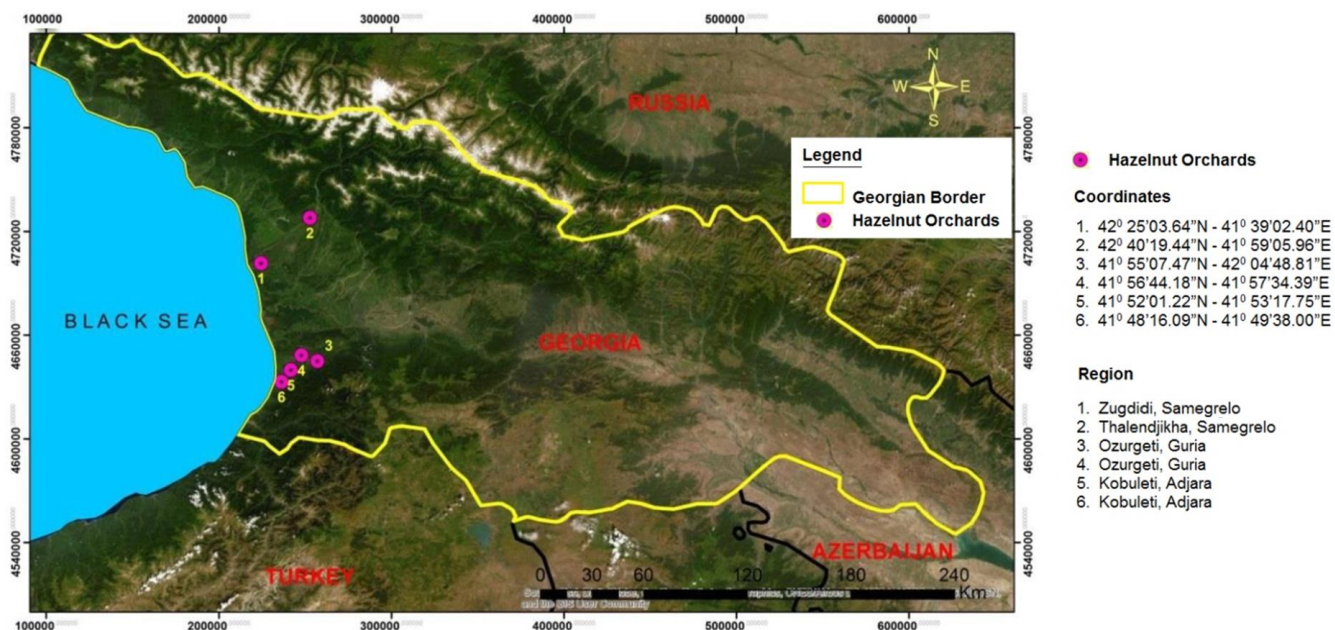 100000 200000 300000 400000 500000 600000
4780000
4720000
4660000
4600000
4540000
4780000
4720000
4660000
4600000
4540000
N
W E
S
RUSSIA
Legend
Georgian Border
Hazelnut Orchards
2
1
BLACK SEA
GEORGIA
3
4
5
6
TURKEY
AZERBAIJAN
0 30 60 120 180 240
Km
and the GIS User Community
100000 200000 300000 400000 500000 600000
Hazelnut Orchards
Coordinates
1. 42⁰ 25’03.64”N - 41⁰ 39’02.40”E
2. 42⁰ 40’19.44”N - 41⁰ 59’05.96”E
3. 41⁰ 55’07.47”N - 42⁰ 04’48.81”E
4. 41⁰ 56’44.18”N - 41⁰ 57’34.39”E
5. 41⁰ 52’01.22”N - 41⁰ 53’17.75”E
6. 41⁰ 48’16.09”N - 41⁰ 49’38.00”E
Region
1. Zugdidi, Samegrelo
2. Thalendjikha, Samegrelo
3. Ozurgeti, Guria
4. Ozurgeti, Guria
5. Kobuleti, Adjara
6. Kobuleti, Adjara